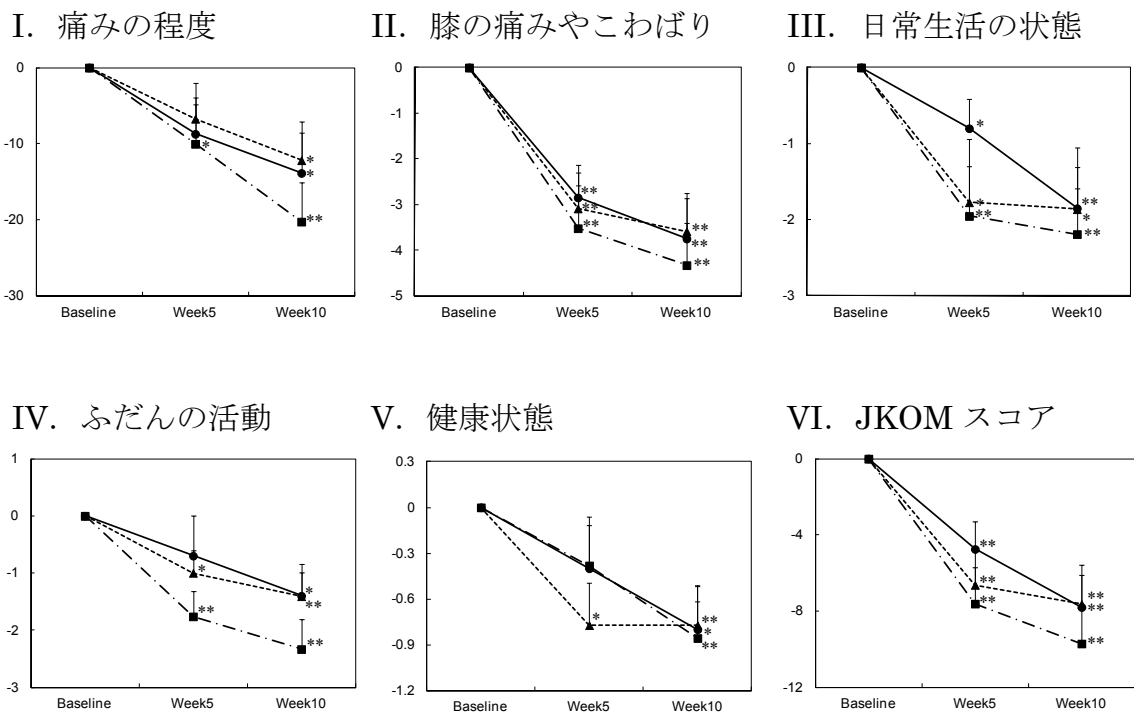 I. 痛みの程度
II. 膝の痛みやこわばり
III. 日常生活の状態
0
-10
-20
-30
Baseline Week5 Week10
* * * **
0
-1
-2
-3
-4
-5
Baseline Week5 Week10
** ** ** ** ** **
0
-1
-2
-3
Baseline Week5 Week10
* * ** ** * **
IV. ふだんの活動
V. 健康状態
VI. JKOM スコア
1
0
-1
-2
-3
Baseline Week5 Week10
* ** * ** **
0.3
0
-0.3
-0.6
-0.9
-1.2
Baseline Week5 Week10
* ** * **
0
-4
-8
-12
Baseline Week5 Week10
** ** ** ** ** **